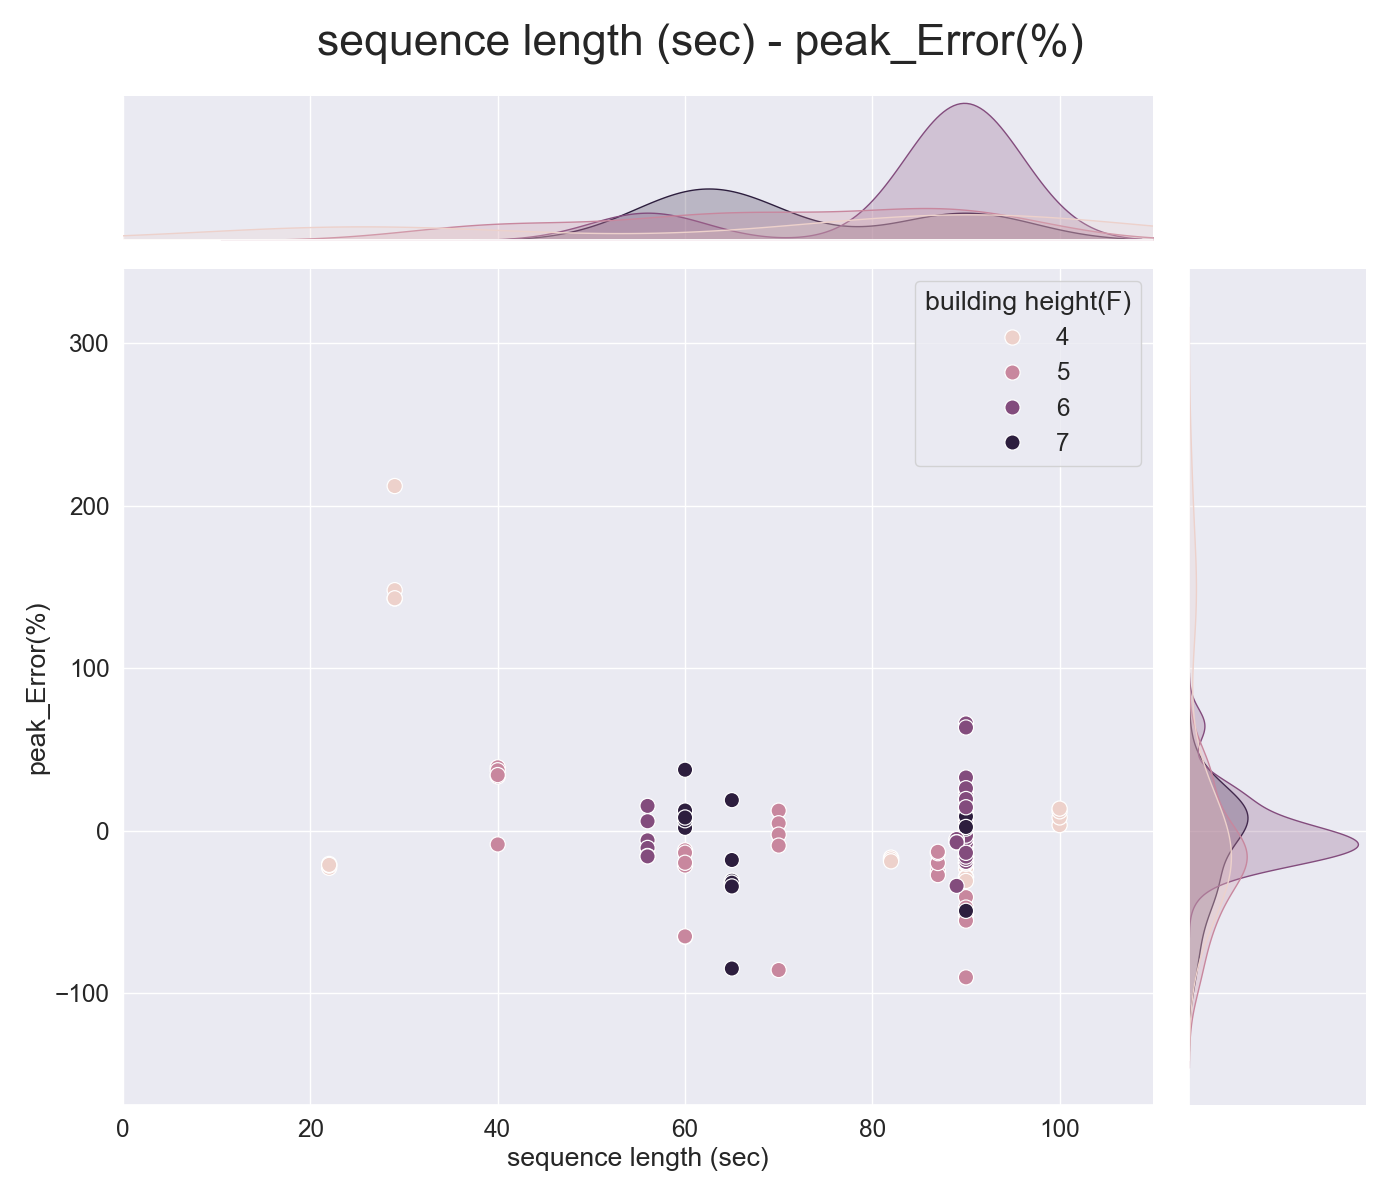 sequence length (sec) - peak_Error(%)
building height(F)
4
5
6
7
300
200
100
0
−100
peak_Error(%)
0 20 40 60 80 100
sequence length (sec)